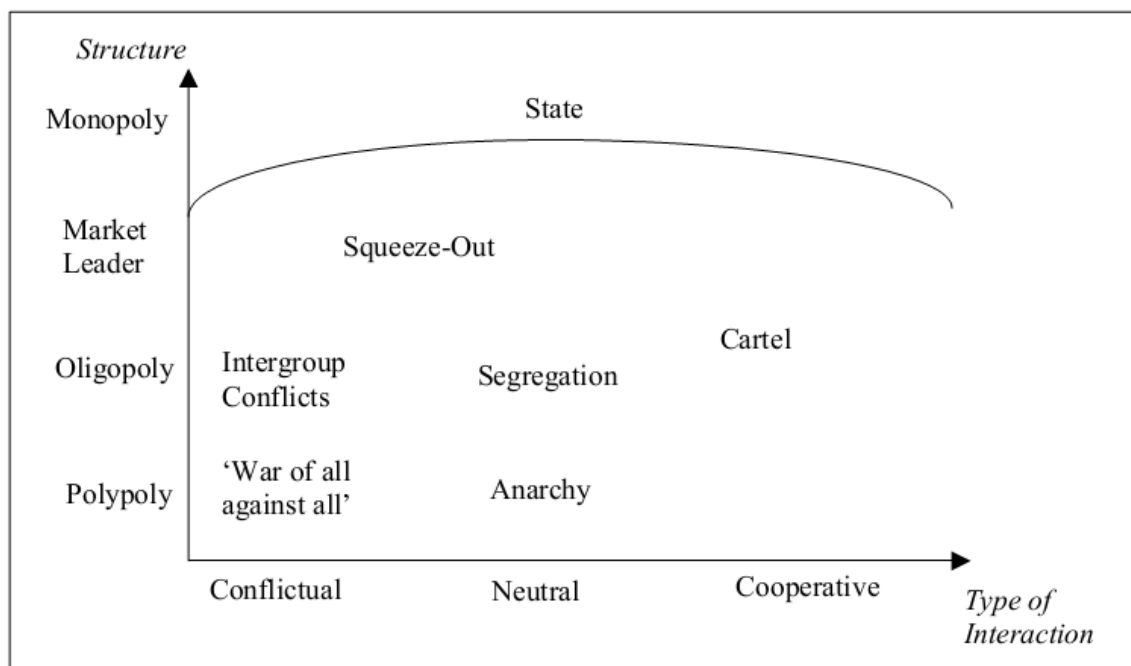 Structure
Monopoly
State
Market
Leader
Squeeze-Out
Cartel
Oligopoly
Intergroup
Conflicts
Segregation
Polypoly
‘War of all
against all’
Anarchy
Conflictual
Neutral
Cooperative
Type of
Interaction